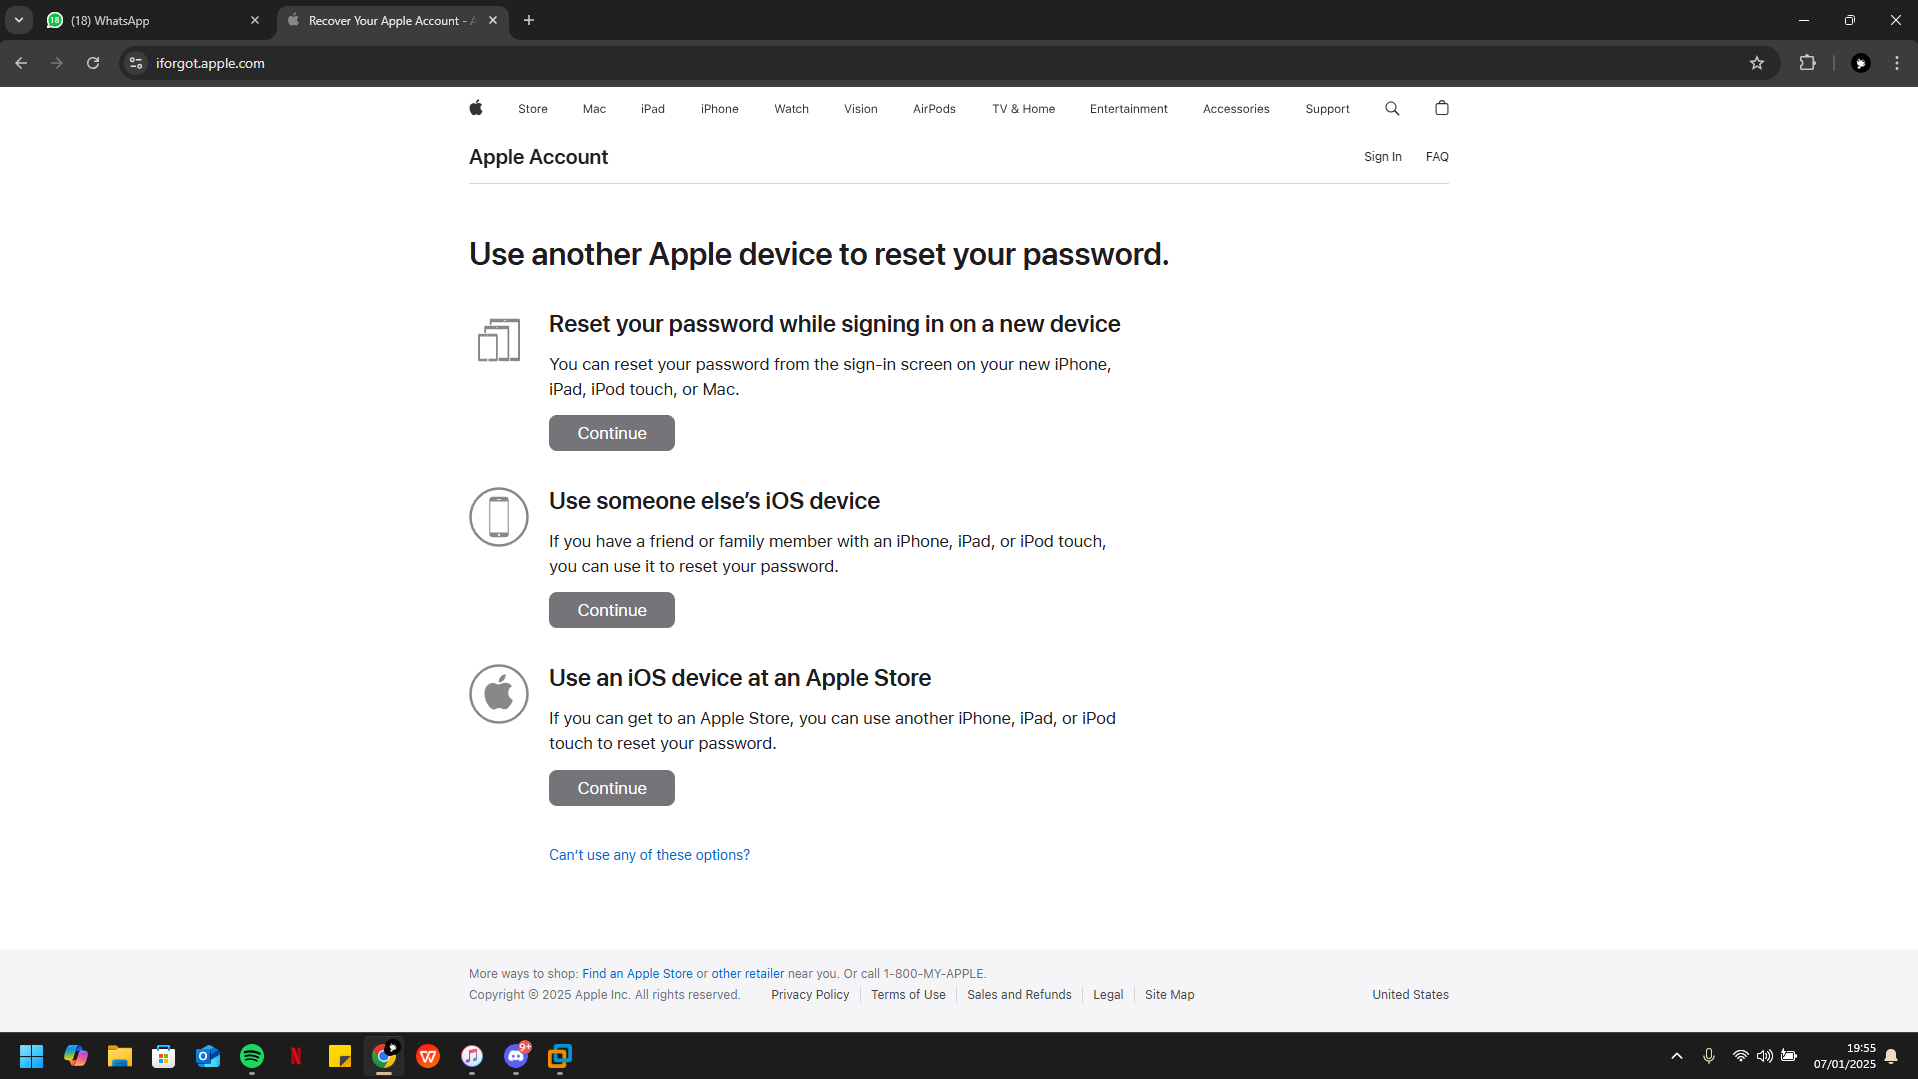 (18) WhatsApp
Recover Your Apple Account - A
iforgot.apple.com
Store Mac iPad iPhone Watch Vision AirPods TV & Home Entertainment Accessories Support
Apple Account
Sign In FAQ
Use another Apple device to reset your password.
Reset your password while signing in on a new device
You can reset your password from the sign-in screen on your new iPhone,
iPad, iPod touch, or Mac.
Continue
Use someone else’s iOS device
If you have a friend or family member with an iPhone, iPad, or iPod touch,
you can use it to reset your password.
Continue
Use an iOS device at an Apple Store
If you can get to an Apple Store, you can use another iPhone, iPad, or iPod
touch to reset your password.
Continue
Can’t use any of these options?
More ways to shop: Find an Apple Store or other retailer near you. Or call 1-800-MY-APPLE.
Copyright © 2025 Apple Inc. All rights reserved. Privacy Policy Terms of Use Sales and Refunds Legal Site Map United States
9+
19:55
07/01/2025